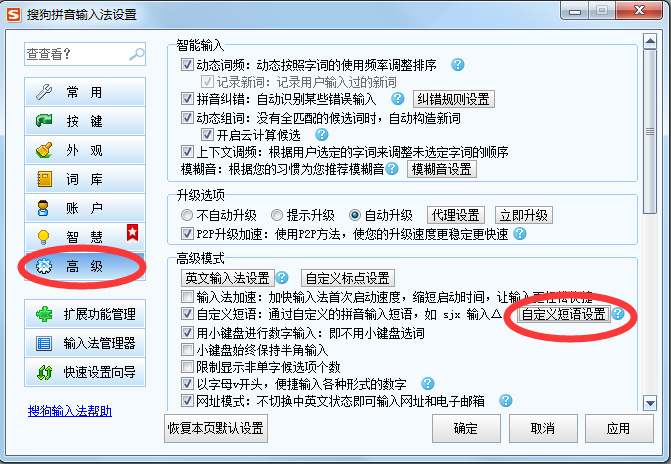 搜狗拼音输入法设置
查查看?
常用
按键
外观
词库
账户
智慧
高级
扩展功能管理
输入法管理器
快速设置向导
搜狗输入法帮助
智能输入
动态词频：动态按照字词的使用频率调整排序 ?
记录新词：记录用户输入过的新词
拼音纠错：自动识别某些错误输入 ? 纠错规则设置
动态组词：没有全匹配的候选词时，自动构造新词
开启云计算候选 ?
上下文调频：根据用户选定的字词来调整未选定字词的顺序
模糊音：根据您的习惯为您推荐模糊音 ? 模糊音设置
升级选项
不自动升级 提示升级 自动升级 代理设置 立即升级
P2P升级加速：使用P2P方法，使您的升级速度更稳定更快速 ?
高级模式
英文输入法设置 ? 自定义标点设置
输入法加速：加快输入法首次启动速度，缩短启动时间，让输入更轻松快捷
自定义短语：通过自定义的拼音输入短语，如 sjx 输入△ 自定义短语设置 ?
用小键盘进行数字输入：即不用小键盘选词
小键盘始终保持半角输入
限制显示非单字候选项个数
以字母v开头，便捷输入各种形式的数字 ?
网址模式：不切换中英文状态即可输入网址和电子邮箱 ?
恢复本页默认设置 确定 取消 应用